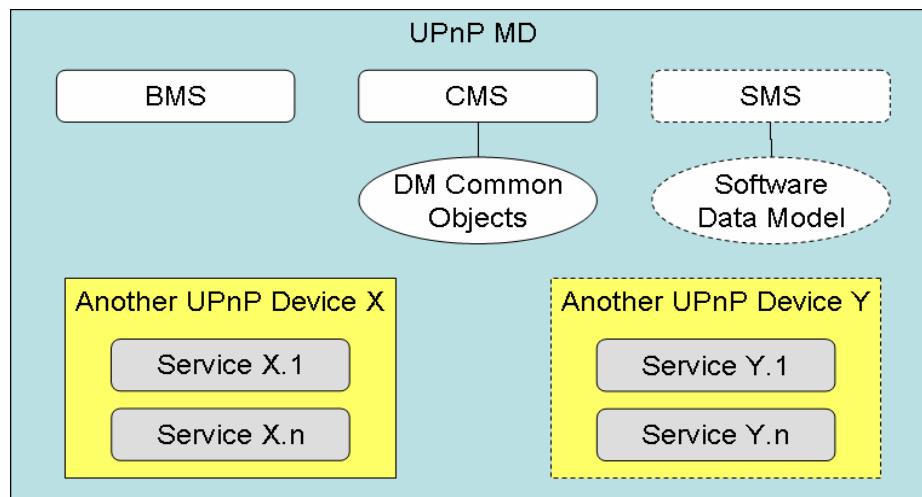 UPnP MD
BMS
CMS
SMS
DM Common
Objects
Software
Data Model
Another UPnP Device X
Service X.1
Service X.n
Another UPnP Device Y
Service Y.1
Service Y.n